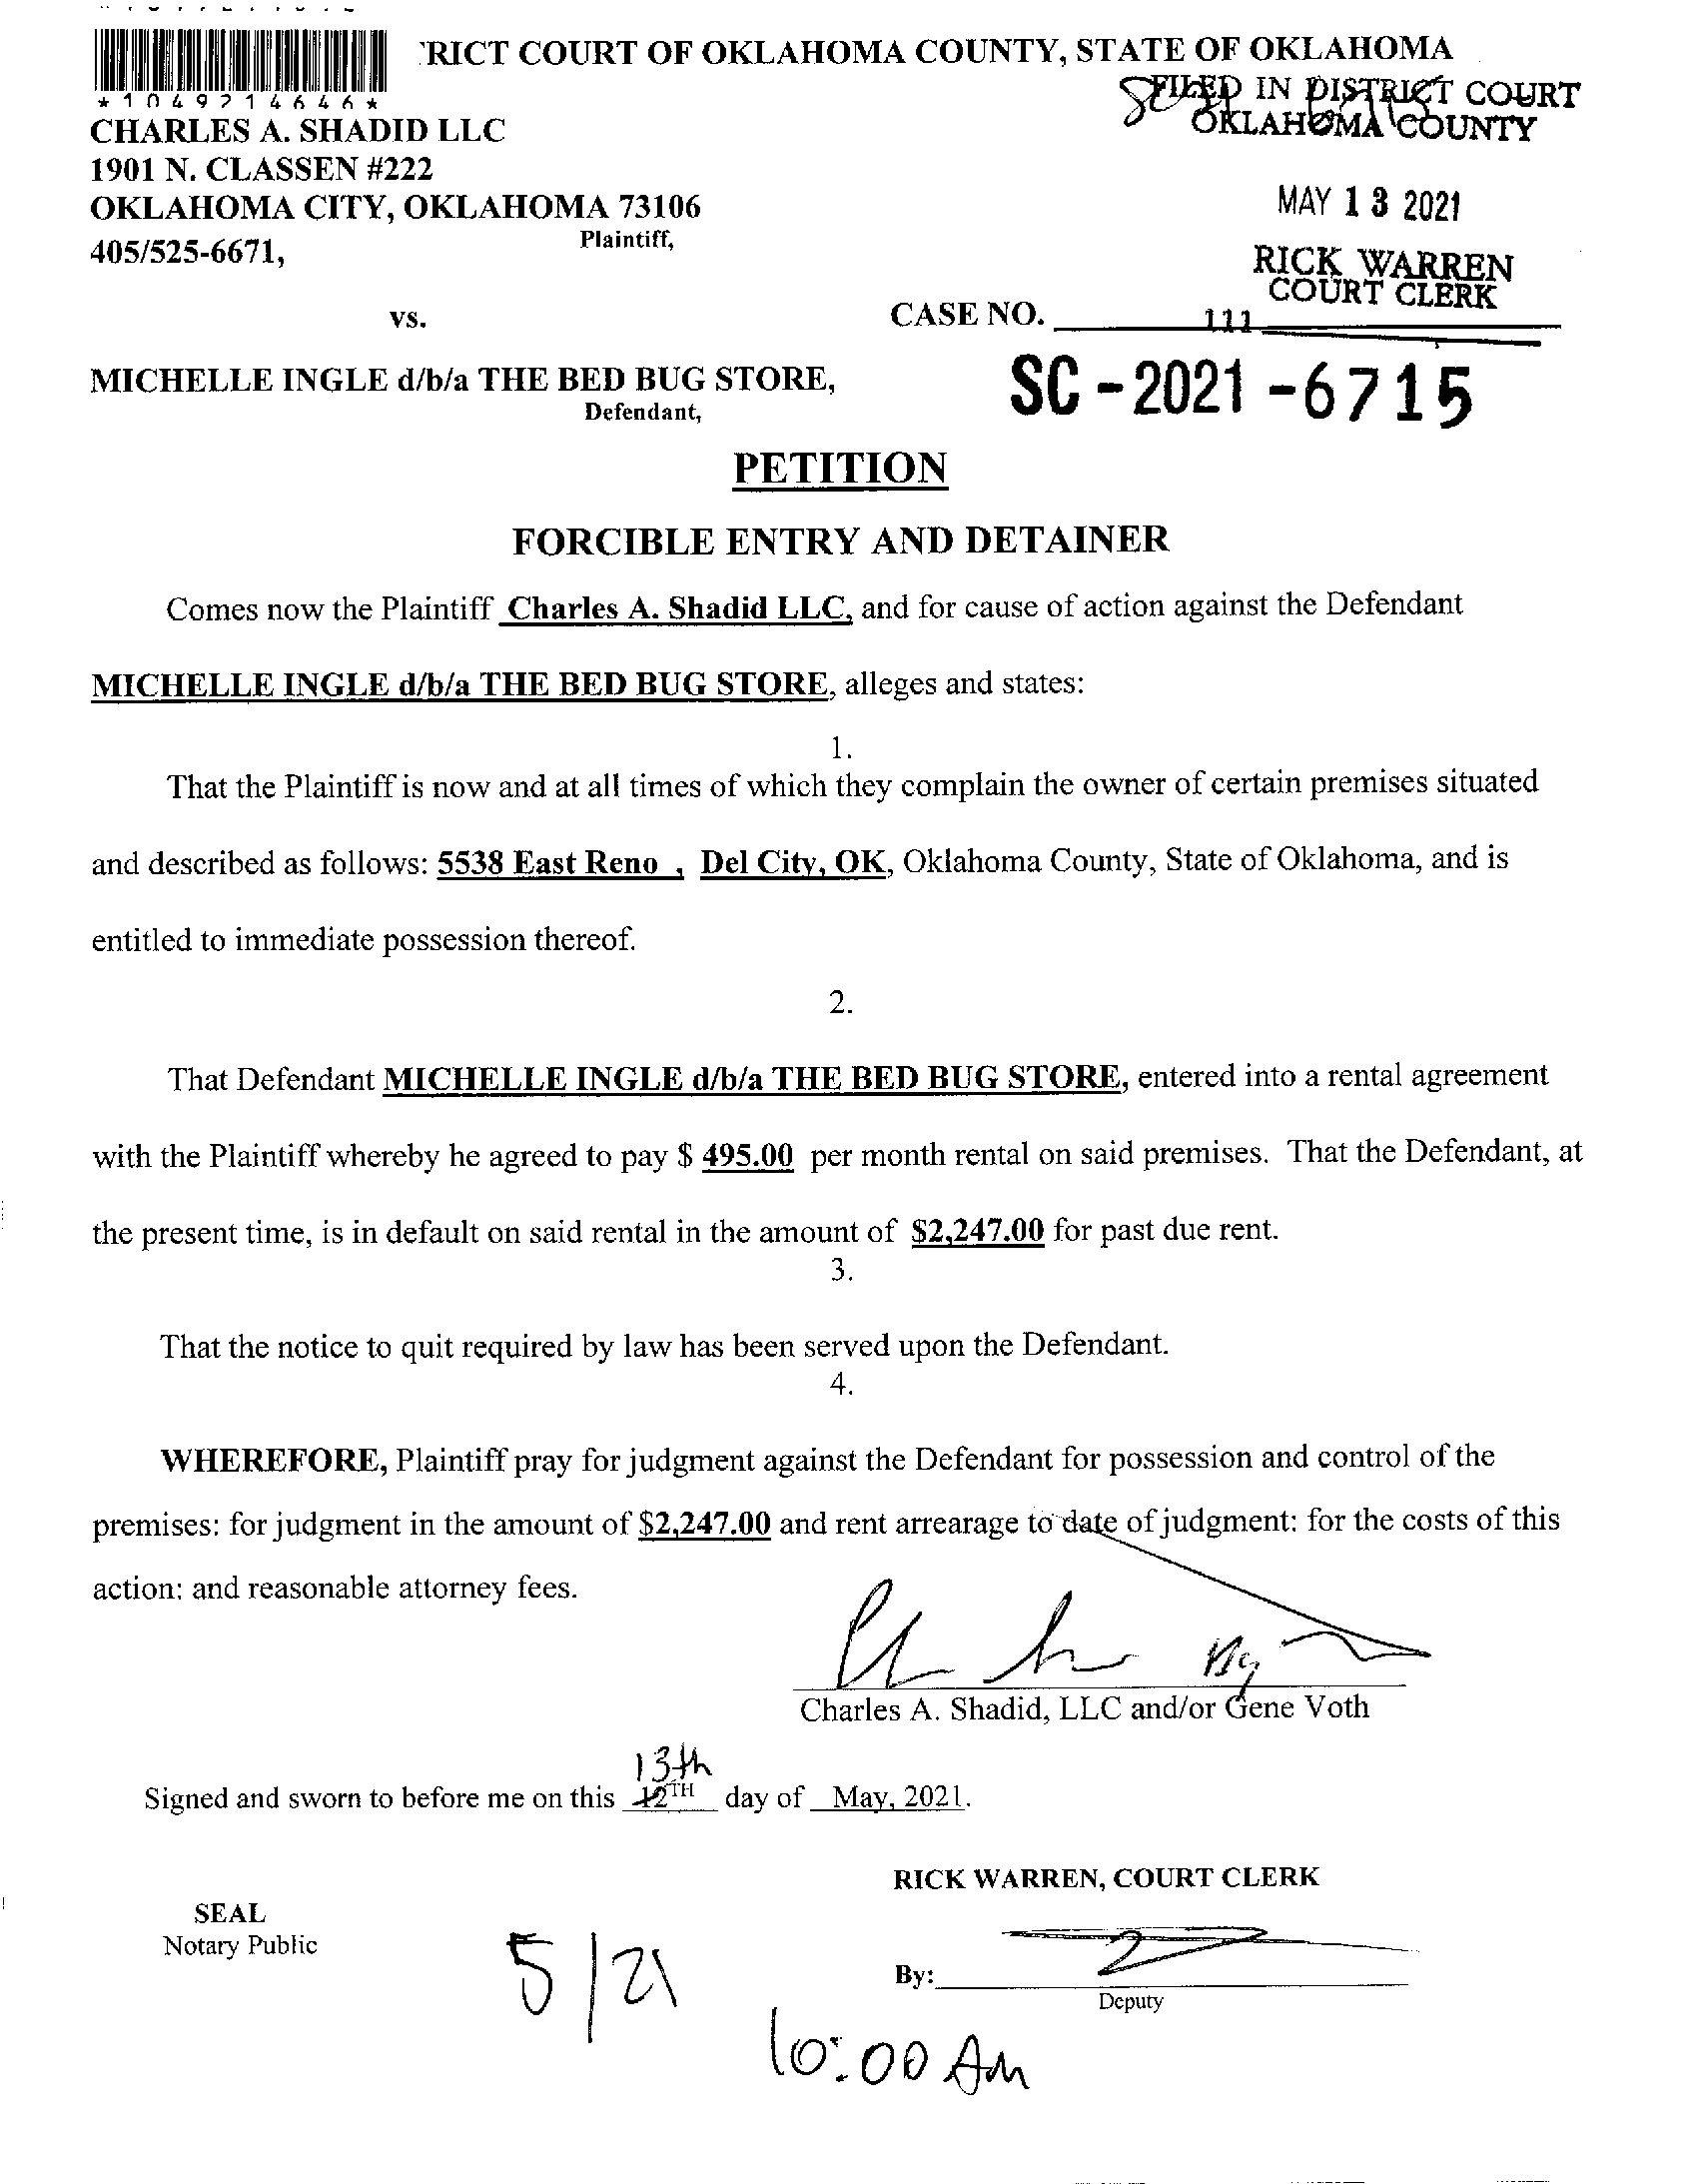 'RICT COURT OF OKLAHOMA COUNTY, STATE OF OKLAHOMA
*1049214646*
FILED IN DISTRICT COURT
OKLAHOMA COUNTY
CHARLES A. SHADID LLC
1901 N. CLASSEN #222
OKLAHOMA CITY, OKLAHOMA 73106
MAY 13 2021
405/525-6671,
Plaintiff,
RICK WARREN
COURT CLERK
vs.
CASE NO. 111
MICHELLE INGLE d/b/a THE BED BUG STORE,
Defendant,
SC-2021-6715
PETITION
FORCIBLE ENTRY AND DETAINER
Comes now the Plaintiff Charles A. Shadid LLC, and for cause of action against the Defendant
MICHELLE INGLE d/b/a THE BED BUG STORE, alleges and states:
1.
That the Plaintiff is now and at all times of which they complain the owner of certain premises situated
and described as follows: 5538 East Reno , Del City, OK, Oklahoma County, State of Oklahoma, and is
entitled to immediate possession thereof.
2.
That Defendant MICHELLE INGLE d/b/a THE BED BUG STORE, entered into a rental agreement
with the Plaintiff whereby he agreed to pay $ 495.00 per month rental on said premises. That the Defendant, at
the present time, is in default on said rental in the amount of $2,247.00 for past due rent.
3.
That the notice to quit required by law has been served upon the Defendant.
4.
WHEREFORE, Plaintiff pray for judgment against the Defendant for possession and control of the
premises: for judgment in the amount of $2,247.00 and rent arrearage to date of judgment: for the costs of this
action; and reasonable attorney fees.
Charles A. Shadid, LLC and/or Gene Voth
13th
Signed and sworn to before me on this 12TH day of May, 2021.
RICK WARREN, COURT CLERK
SEAL
Notary Public
5/21
By:
Deputy
10:00 AM